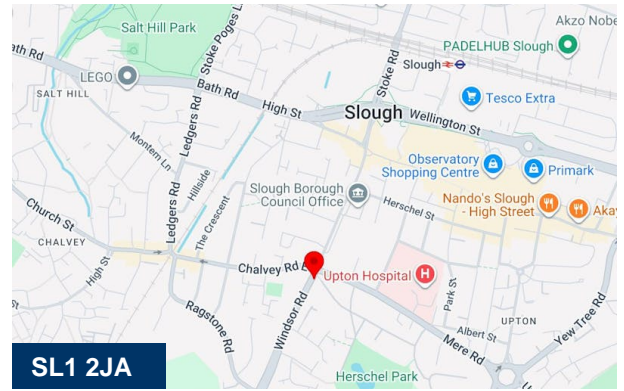 Salt Hill Park
Stoke Poges L
Akzo Nobe
PADELHUB Slough
ath Rd
Slough
Stoke Rd
LEGO
SALT HILL
Bath Rd
Tesco Extra
High St
Slough
Wellington St
Ledgers Rd
Montem Ln
Observatory
Shopping Centre
Primark
Hillside
Slough Borough
Council Office
Nando's Slough
- High Street
Akay
Ledgers Rd
The Crescent
Herschel St
Church St
CHALVEY
High St
Chalvey Rd E
Upton Hospital
Park St
Ragstone Rd
Windsor Rd
Albert St
UPTON
Yew Tree Rd
Mere Rd
Herschel Park
U
SL1 2JA